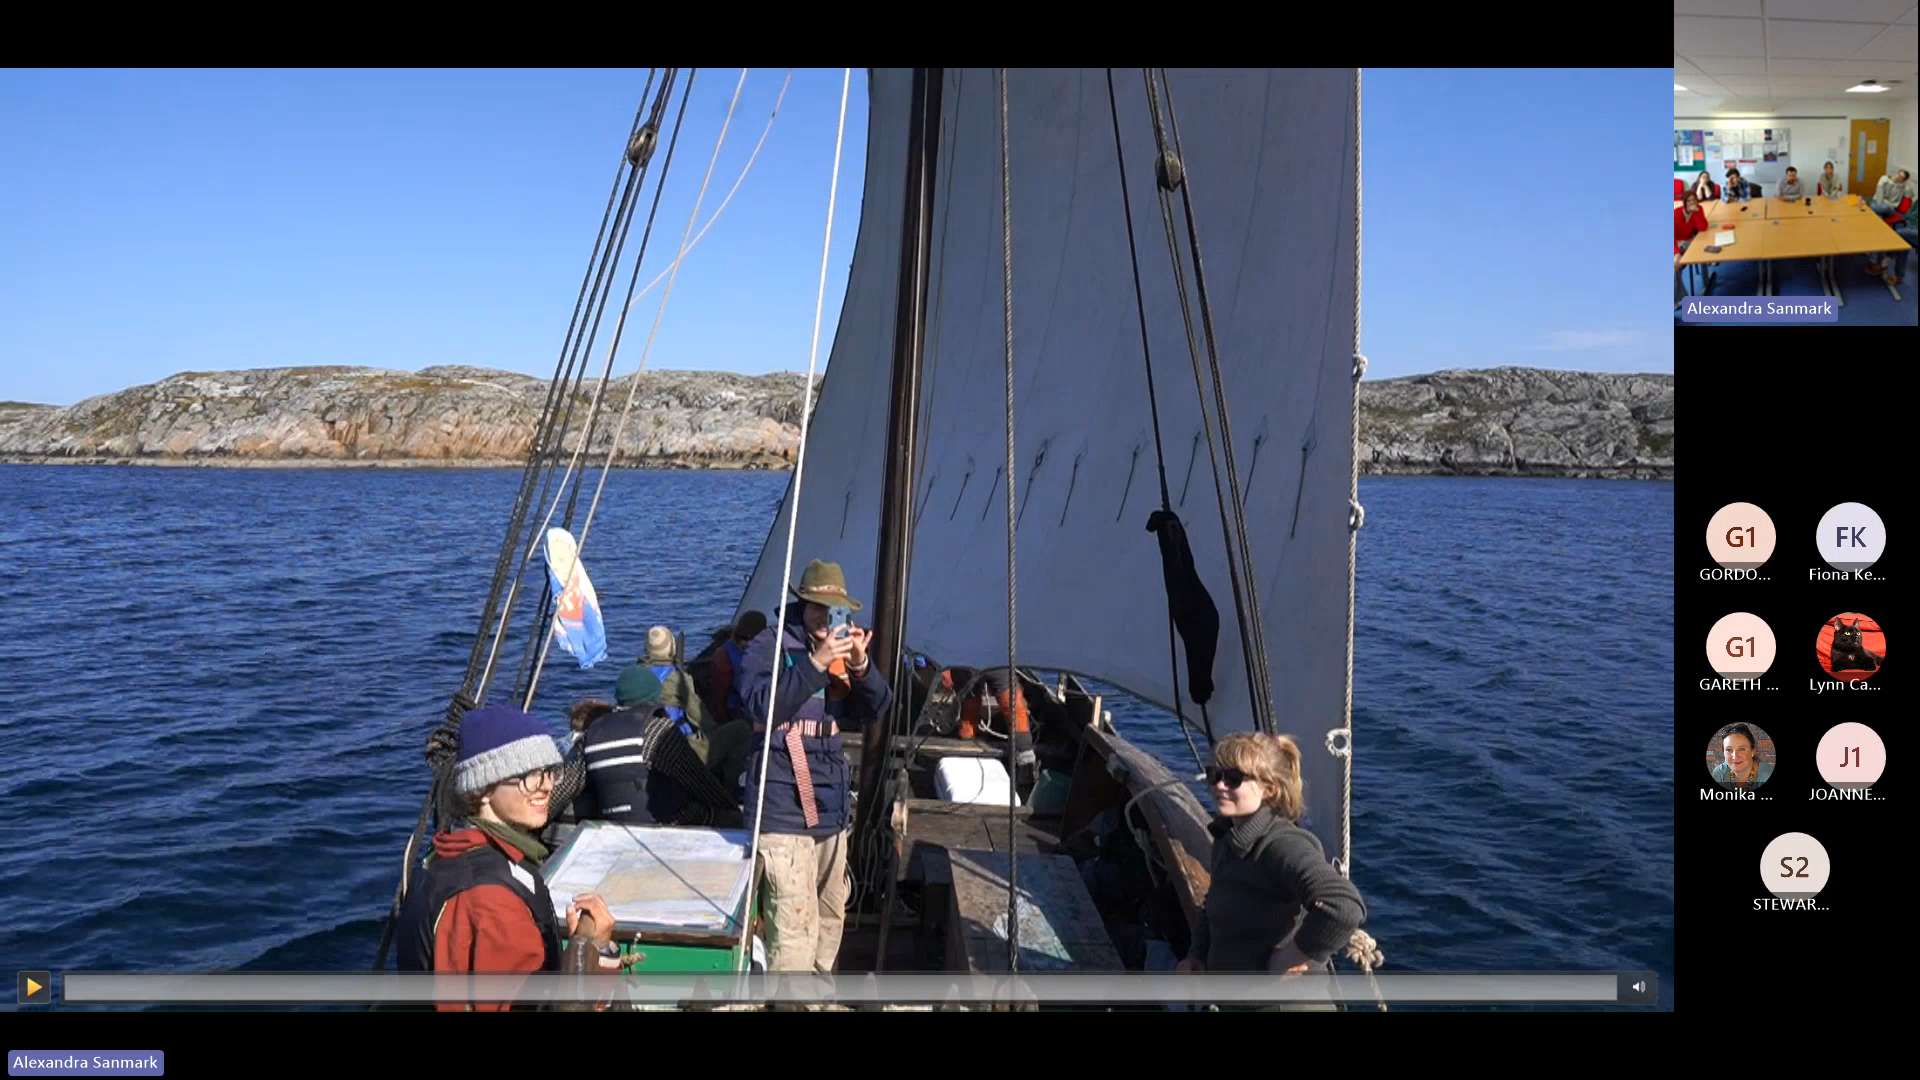 Alexandra Sanmark
G1
GORDO...
FK
Fiona Ke...
G1
GARETH ...
Lynn Ca...
Monika ...
J1
JOANNE...
S2
STEWAR...
Alexandra Sanmark